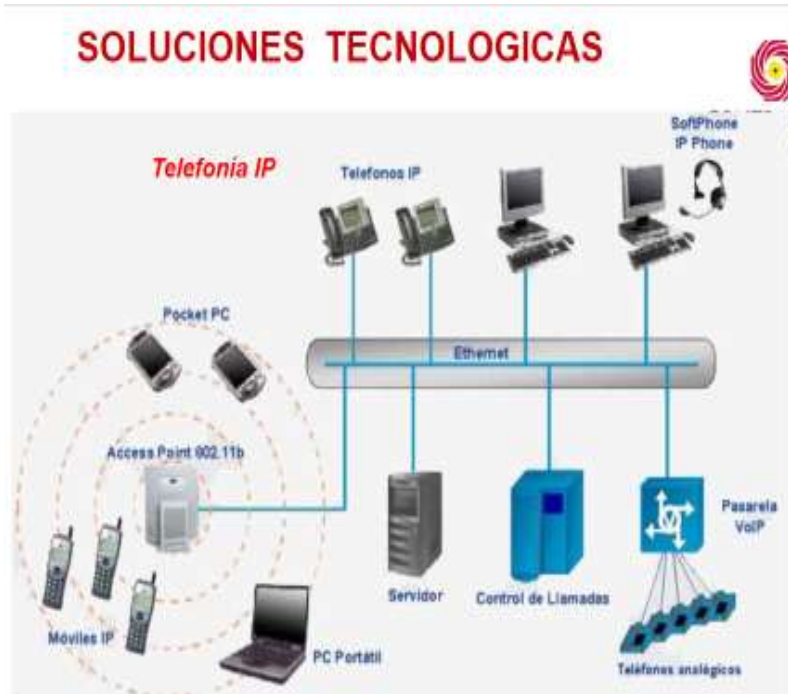 SOLUCIONES TECNOLOGICAS
SoftPhone
IP Phone
Telefonía IP
Telefonos IP
Pocket PC
Ethernet
Access Point 802.11b
Pasarela
VoIP
Servidor
Control de Llamadas
Móviles IP
PC Portátil
Teléfonos analógicos